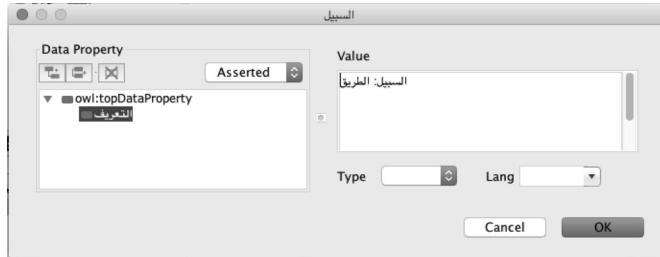 السبيل
Data Property
Value
Asserted
السبيل: الطريق
owl:topDataProperty
التعريف
Type
Lang
Cancel
OK